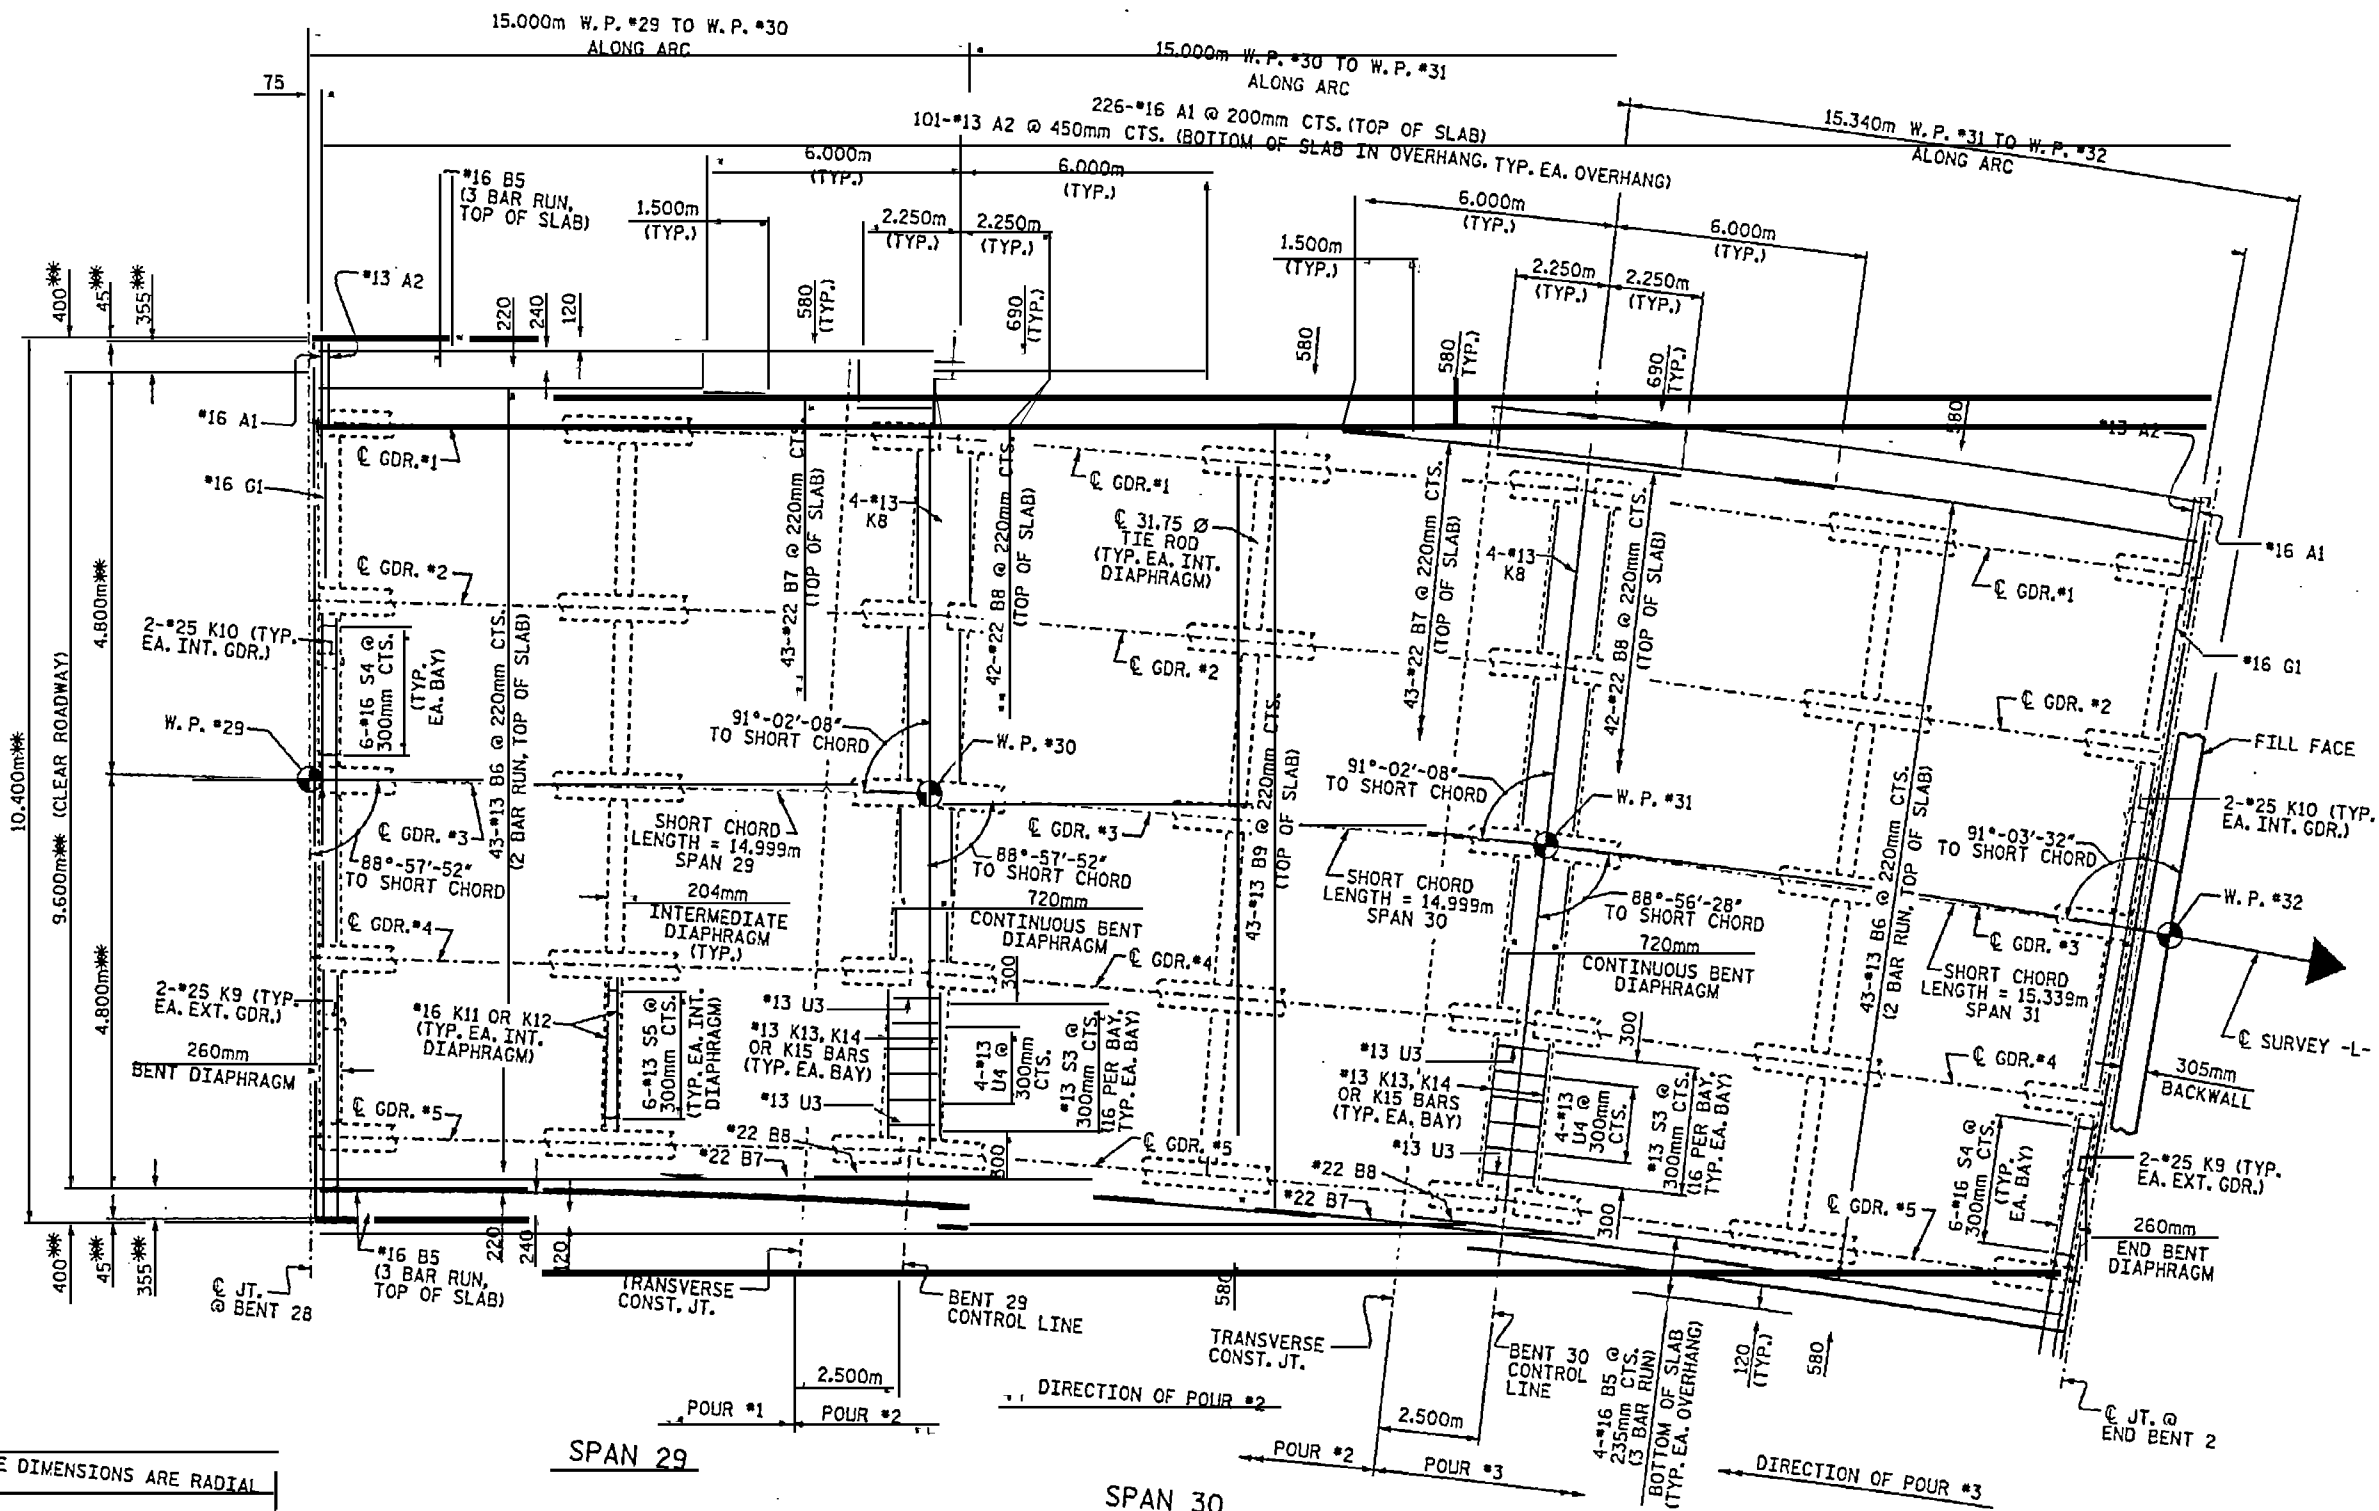 15.000m W.P. #29 TO W.P. #30
ALONG ARC
15.000m W.P. #30 TO W.P. #31
ALONG ARC
75
226-#16 A1 @ 200mm CTS. (TOP OF SLAB)
101-#13 A2 @ 450mm CTS. (BOTTOM OF SLAB IN OVERHANG, TYP. EA. OVERHANG)
15.340m W.P. #31 TO W.P. #32
ALONG ARC
#16 B5
(3 BAR RUN,
TOP OF SLAB)
6.000m
(TYP.)
6.000m
(TYP.)
1.500m
(TYP.)
2.250m
(TYP.)
2.250m
(TYP.)
6.000m
(TYP.)
6.000m
(TYP.)
1.500m
(TYP.)
2.250m
(TYP.)
2.250m
(TYP.)
400**
45**
355**
#13 A2
220
240
120
580
(TYP.)
690
(TYP.)
580
580
TYP.)
690
(TYP.)
580
#13 A2
#16 A1
℄ GDR.#1
#16 G1
4-#13
K8
℄ GDR.#1
℄ 31.75 Ø
TIE ROD
(TYP. EA. INT.
DIAPHRAGM)
4-#13
K8
℄ GDR.#1
#16 A1
#16 G1
43-#22 B7 @ 220mm CTS.
(TOP OF SLAB)
42-#22 B8 @ 220mm CTS.
(TOP OF SLAB)
43-#22 B7 @ 220mm CTS.
(TOP OF SLAB)
42-#22 B8 @ 220mm CTS.
(TOP OF SLAB)
℄ GDR. #2
℄ GDR. #2
℄ GDR. #2
2-#25 K10 (TYP.
EA. INT. GDR.)
6-#16 S4 @
300mm CTS.
(TYP.
EA. BAY)
43-#13 B6 @ 220mm CTS.
(2 BAR RUN, TOP OF SLAB)
10.400m**
9.600m** (CLEAR ROADWAY)
4.800m**
4.800m**
W.P. #29
91°-02'-08"
TO SHORT CHORD
W.P. #30
91°-02'-08"
TO SHORT CHORD
W.P. #31
FILL FACE
2-#25 K10 (TYP.
EA. INT. GDR.)
91°-03'-32"
TO SHORT CHORD
W.P. #32
℄ GDR. #3
88°-57'-52"
TO SHORT CHORD
SHORT CHORD
LENGTH = 14.999m
SPAN 29
88°-57'-52"
TO SHORT CHORD
℄ GDR. #3
43-#13 B9 @ 220mm CTS.
(TOP OF SLAB)
SHORT CHORD
LENGTH = 14.999m
SPAN 30
88°-56'-28"
TO SHORT CHORD
43-#13 B6 @ 220mm CTS.
(2 BAR RUN, TOP OF SLAB)
℄ GDR. #3
SHORT CHORD
LENGTH = 15.339m
SPAN 31
℄ SURVEY -L-
204mm
INTERMEDIATE
DIAPHRAGM
(TYP.)
720mm
CONTINUOUS BENT
DIAPHRAGM
720mm
CONTINUOUS BENT
DIAPHRAGM
℄ GDR.#4
℄ GDR.#4
℄ GDR.#4
2-#25 K9 (TYP
EA. EXT. GDR.)
260mm
BENT DIAPHRAGM
#16 K11 OR K12
(TYP. EA. INT.
DIAPHRAGM)
6-#13 S5 @
300mm CTS.
(TYP. EA. INT.
DIAPHRAGM)
#13 U3
#13 K13, K14
OR K15 BARS
(TYP. EA. BAY)
#13 U3
300
4-#13
U4 @
300mm
CTS.
#13 S3 @
300mm CTS.
(16 PER BAY,
TYP. EA. BAY)
300
#13 U3
#13 K13, K14
OR K15 BARS
(TYP. EA. BAY)
#13 U3
300
4-#13
U4 @
300mm
CTS.
#13 S3 @
300mm CTS.
(16 PER BAY,
TYP. EA. BAY)
300
305mm
BACKWALL
6-#16 S4 @
300mm CTS.
(TYP.
EA. BAY)
2-#25 K9 (TYP.
EA. EXT. GDR.)
260mm
END BENT
DIAPHRAGM
℄ GDR. #5
℄ GDR. #5
℄ GDR. #5
#22 B8
#22 B7
#22 B8
#22 B7
400**
45**
355**
#16 B5
(3 BAR RUN,
TOP OF SLAB)
220
240
120
℄ JT.
@ BENT 28
TRANSVERSE
CONST. JT.
BENT 29
CONTROL LINE
580
TRANSVERSE
CONST. JT.
BENT 30
CONTROL
LINE
4-#16 B5 @
235mm CTS.
(3 BAR RUN)
BOTTOM OF SLAB
(TYP. EA. OVERHANG)
120
(TYP.)
580
℄ JT. @
END BENT 2
2.500m
POUR #1
POUR #2
DIRECTION OF POUR #2
2.500m
POUR #2
POUR #3
DIRECTION OF POUR #3
SPAN 29
SPAN 30
E DIMENSIONS ARE RADIAL